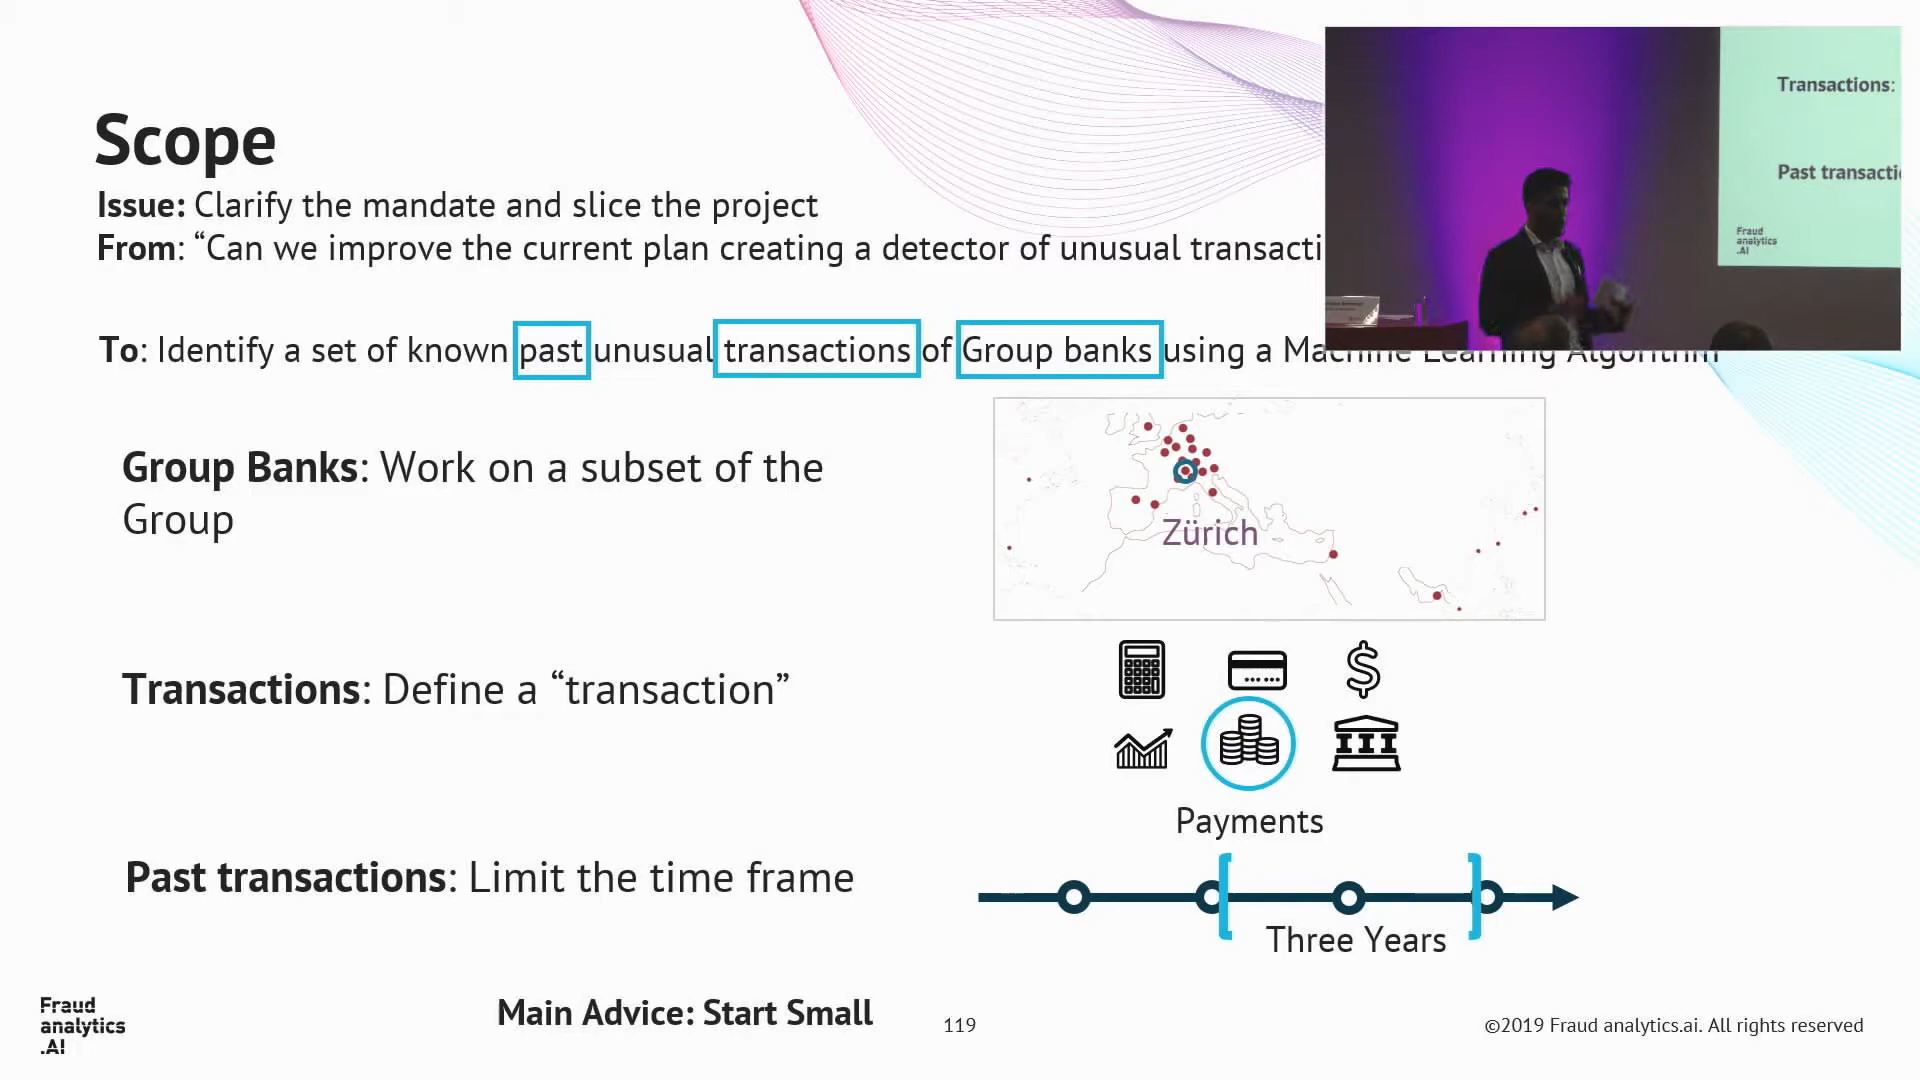 Scope
Issue: Clarify the mandate and slice the project
From: “Can we improve the current plan creating a detector of unusual transacti
To: Identify a set of known past unusual transactions of Group banks using a Machine Learning Algorithm
Transactions:
Past transacti
Fraud
analytics
.AI
Group Banks: Work on a subset of the
Group
Zürich
Transactions: Define a “transaction”
Payments
Past transactions: Limit the time frame
Three Years
Main Advice: Start Small
Fraud
analytics
.AI
119
©2019 Fraud analytics.ai. All rights reserved